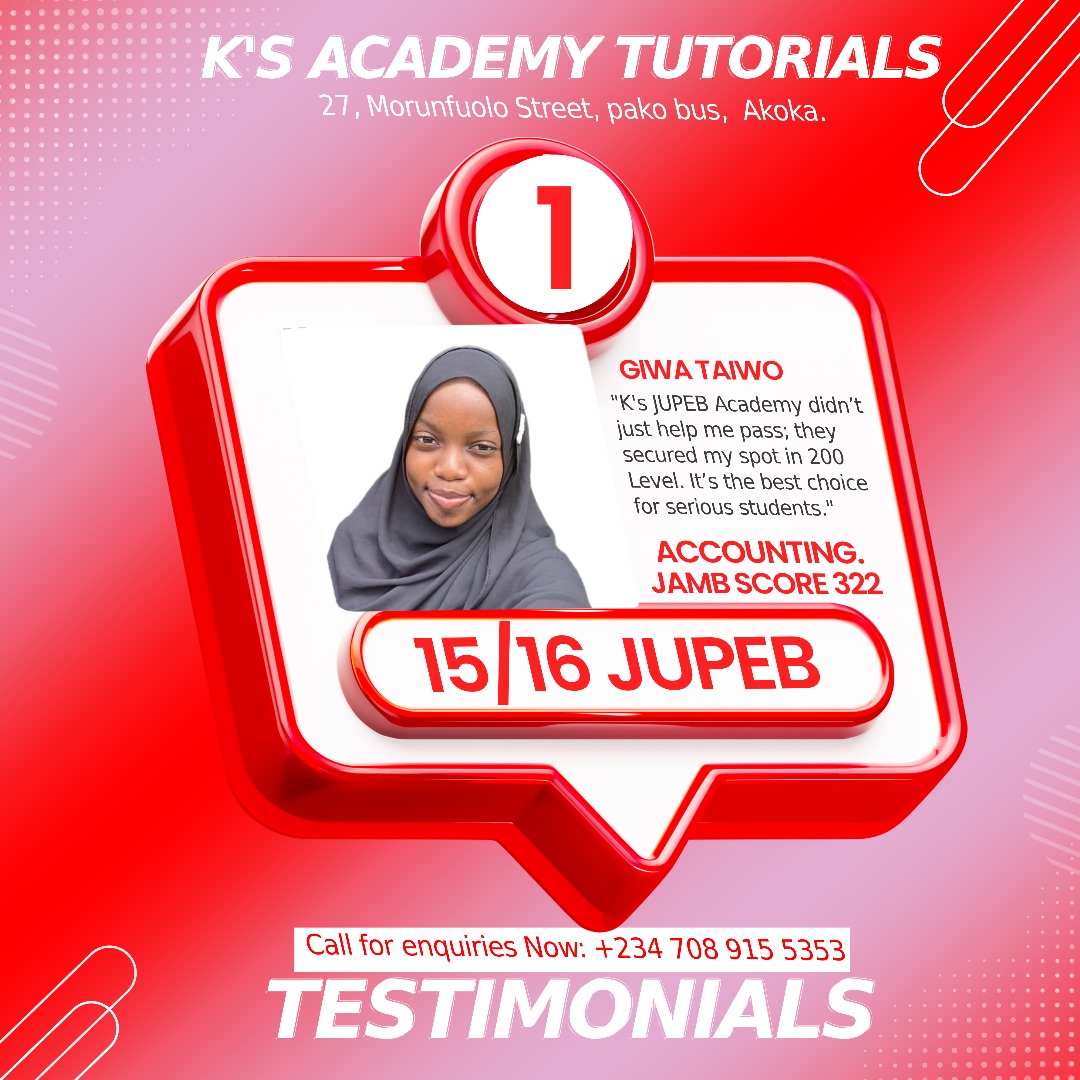 K'S ACADEMY TUTORIALS
27, Morunfuolo Street, pako bus, Akoka.
1
GIWA TAIWO
"K's JUPEB Academy didn’t
just help me pass; they
secured my spot in 200
Level. It’s the best choice
for serious students."
ACCOUNTING.
JAMB SCORE 322
15/16 JUPEB
Call for enquiries Now: +234 708 915 5353
TESTIMONIALS